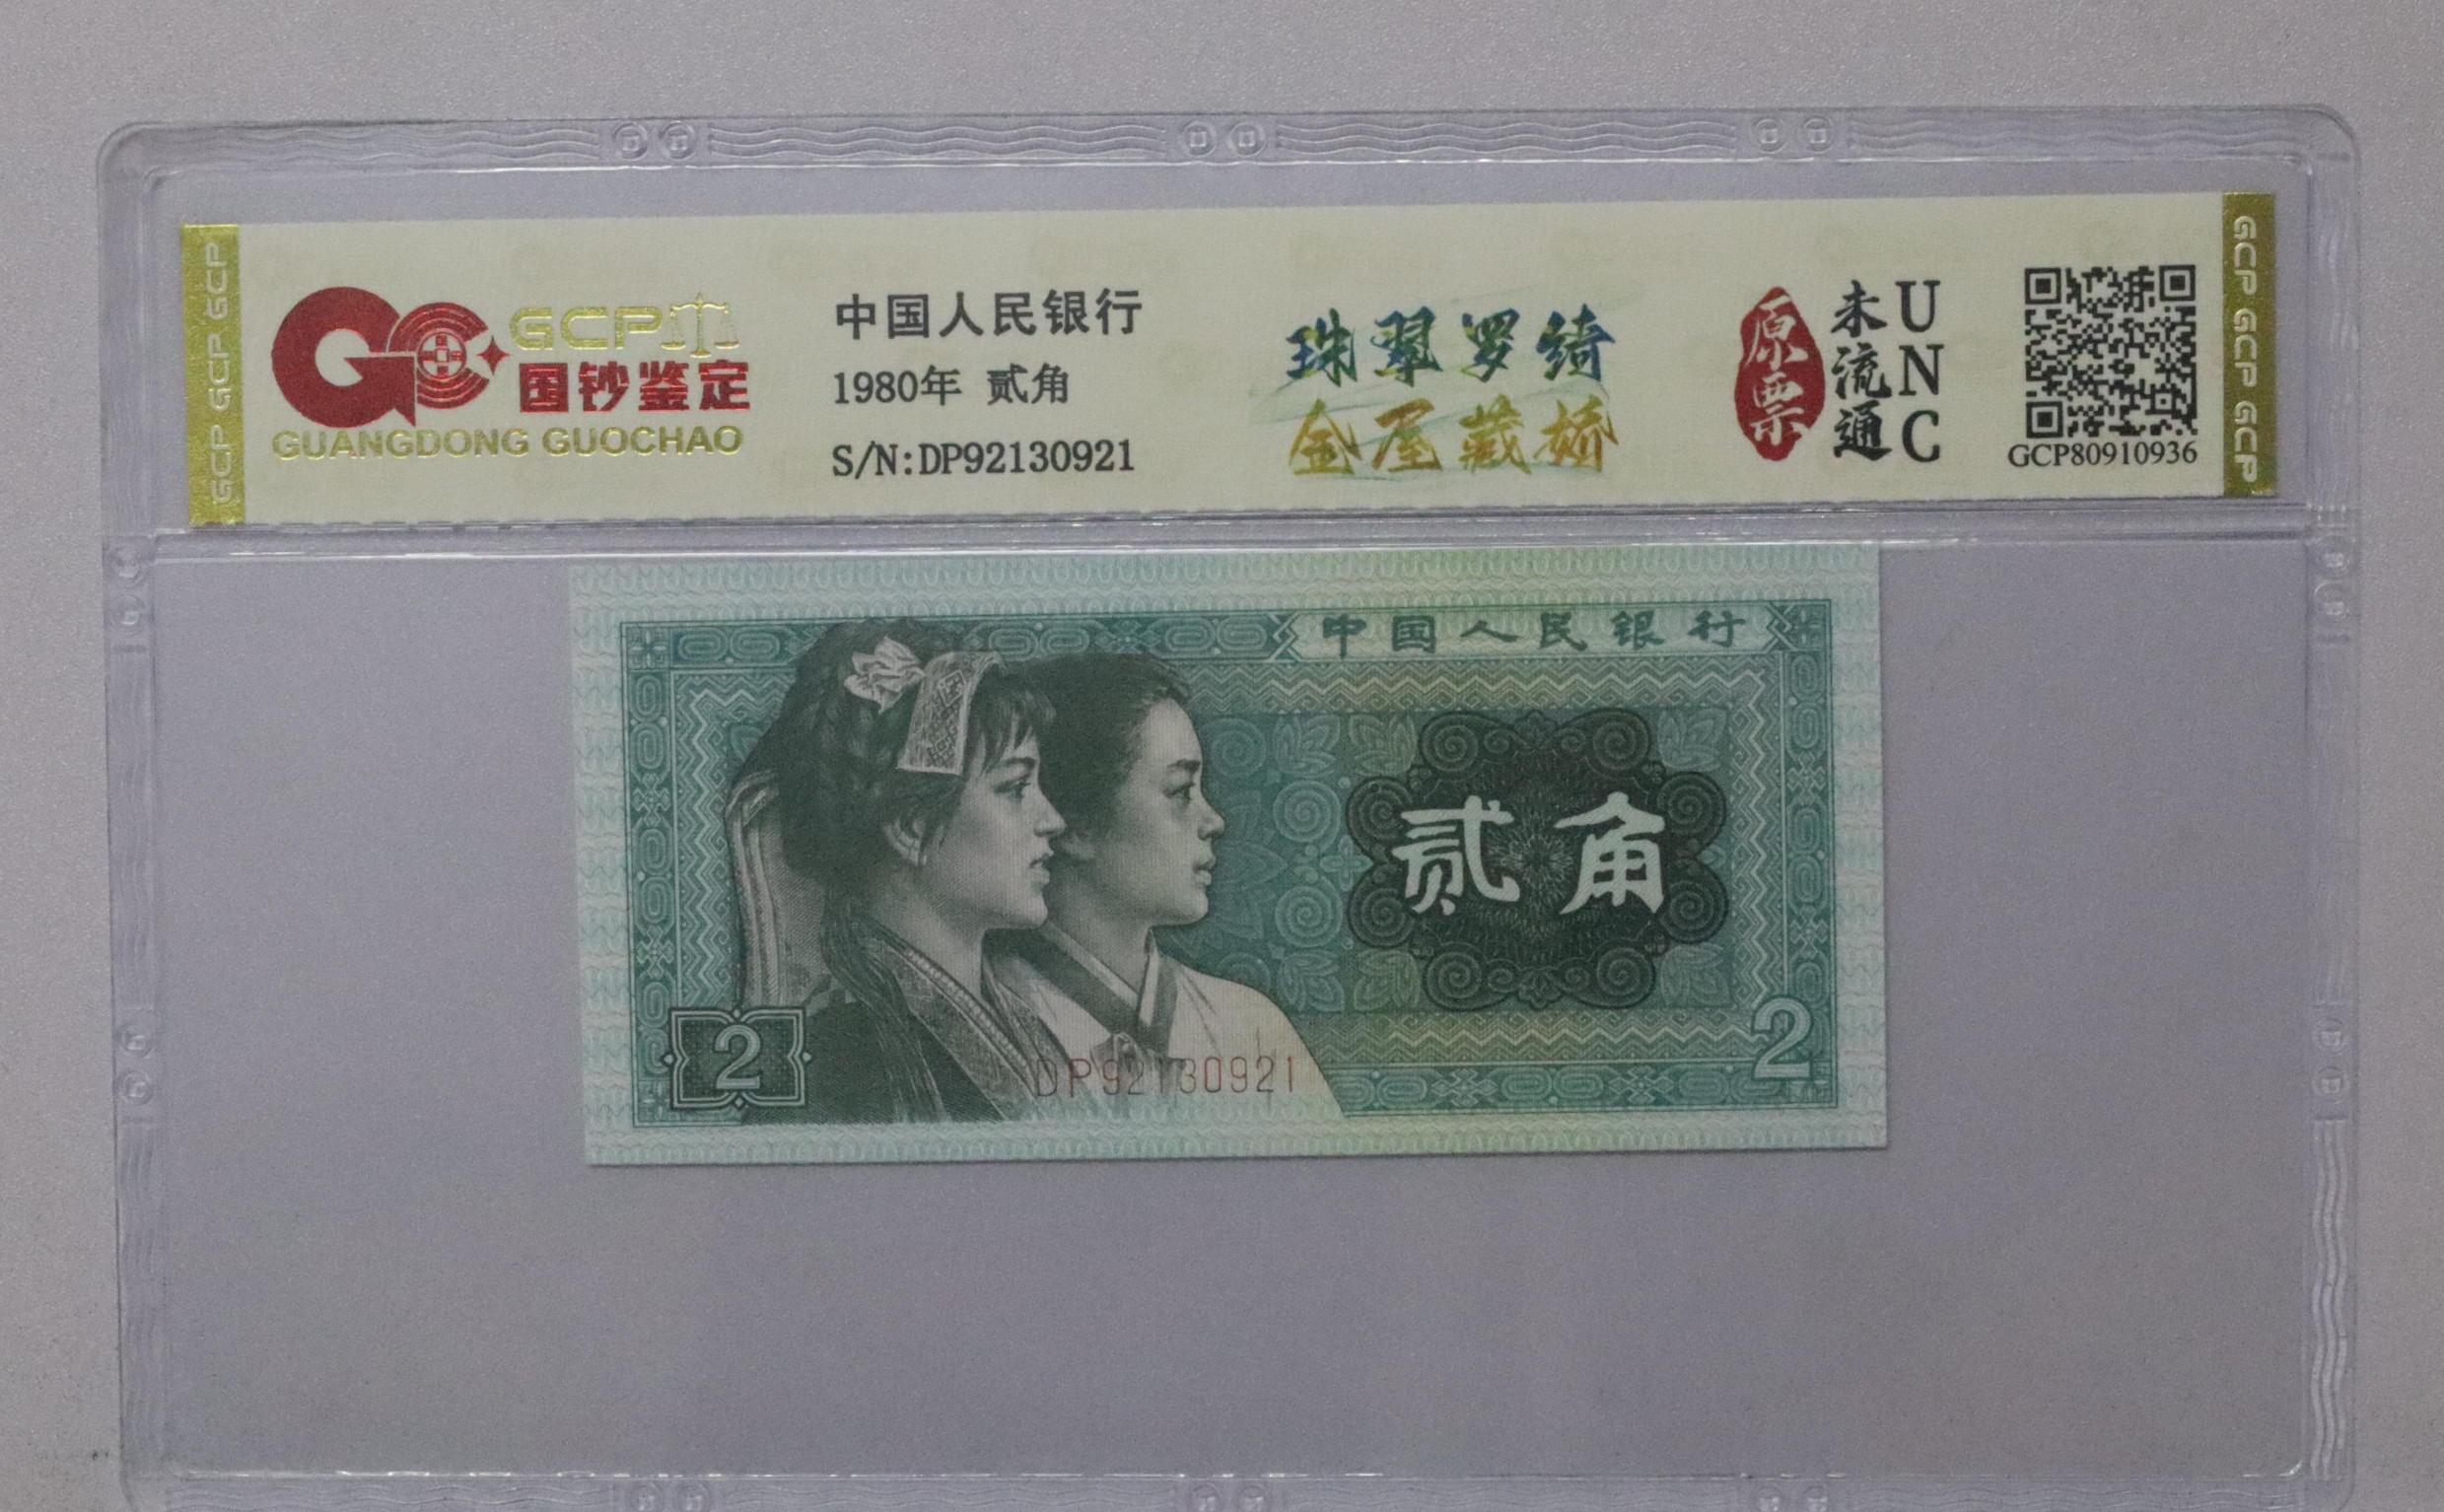 GCP GCP GCP
GCP
国钞鉴定
GUANGDONG GUOCHAO
中国人民银行
1980年 贰角
S/N:DP92130921
珠翠罗绮
金屋藏娇
原票
未流通
UNC
GCP80910936
GCP GCP GCP
中国人民银行
贰角
2
2
DP92130921